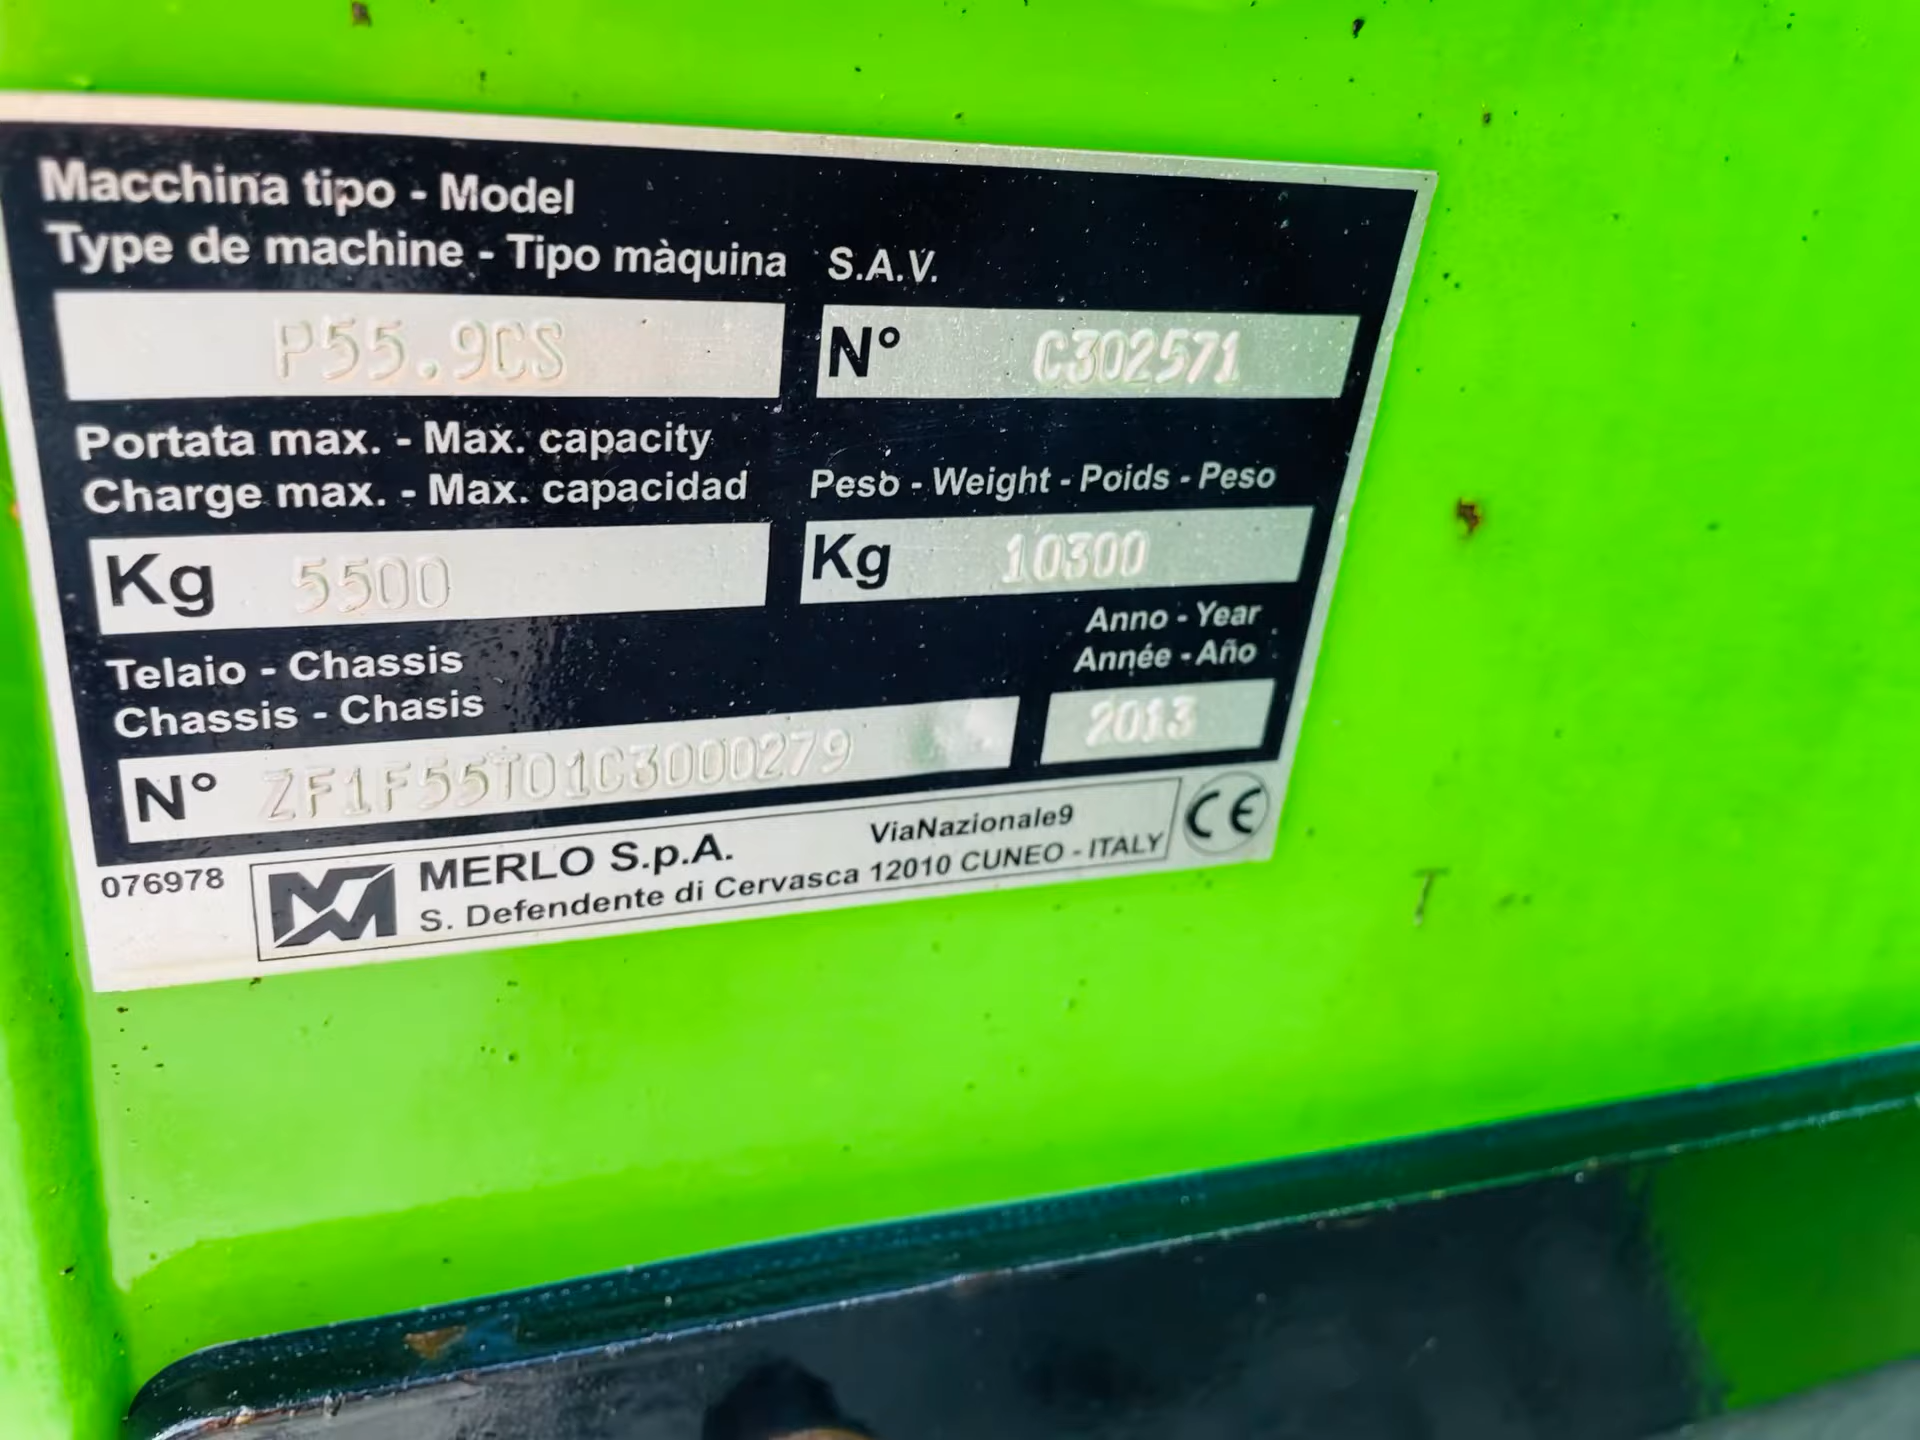 Macchina tipo - Model
Type de machine - Tipo màquina
S.A.V.
P55.9CS
N° C302571
Portata max. - Max. capacity
Charge max. - Max. capacidad
Peso - Weight - Poids - Peso
Kg 5500
Kg 10300
Telaio - Chassis
Chassis - Chasis
Anno - Year
Année - Año
N° ZF1F55T01C3000279
2013
076978
MERLO S.p.A.
ViaNazionale9
S. Defendente di Cervasca 12010 CUNEO - ITALY
CE